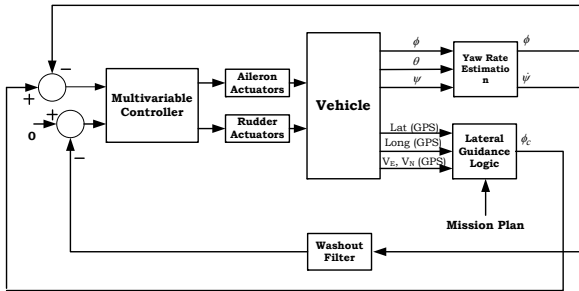 −
ϕ
ϕ
θ
Yaw Rate
Estimatio
n
ψ
ψ̇
Aileron
Actuators
+
Multivariable
Controller
Vehicle
+
0
−
Rudder
Actuators
Lat (GPS)
Long (GPS)
V_E, V_N (GPS)
Lateral
Guidance
Logic
ϕ_C
Mission Plan
Washout
Filter